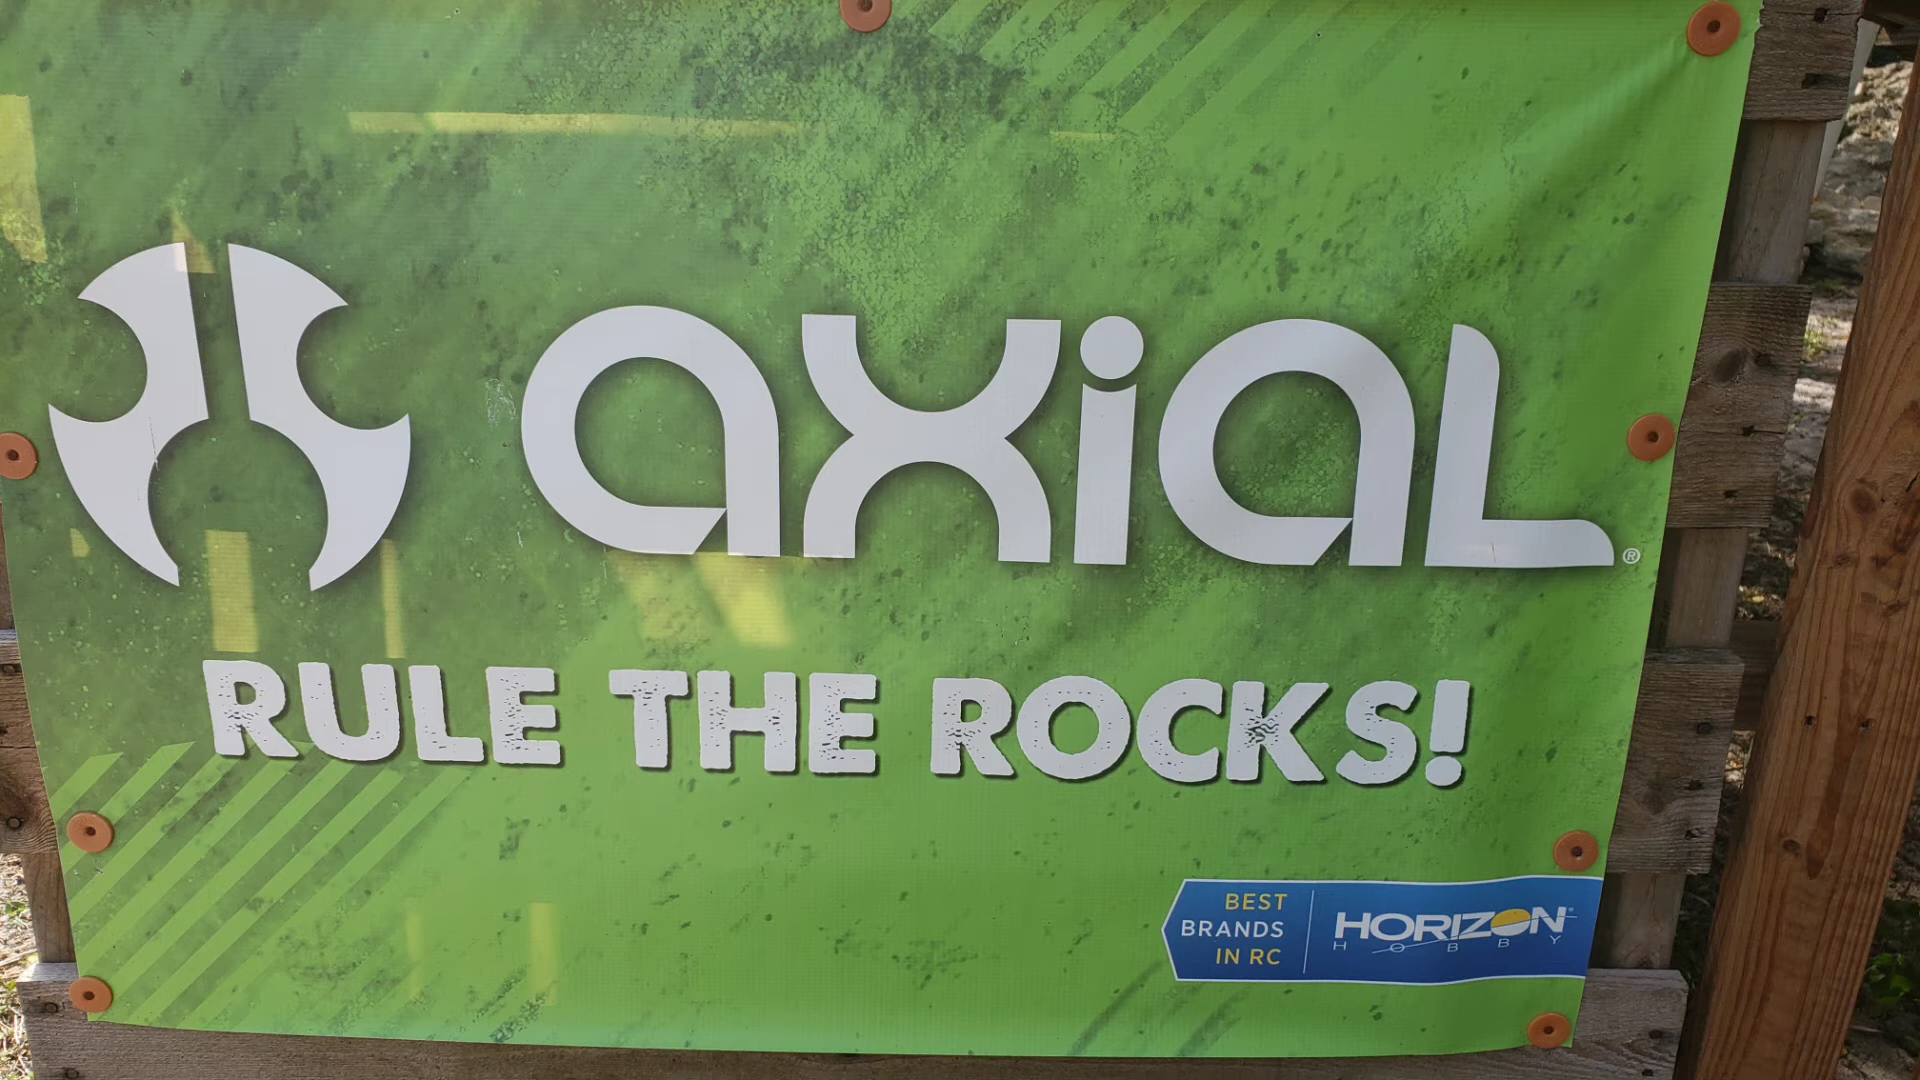 axial®
RULE THE ROCKS!
BEST
BRANDS
IN RC
HORIZON®
HOBBY